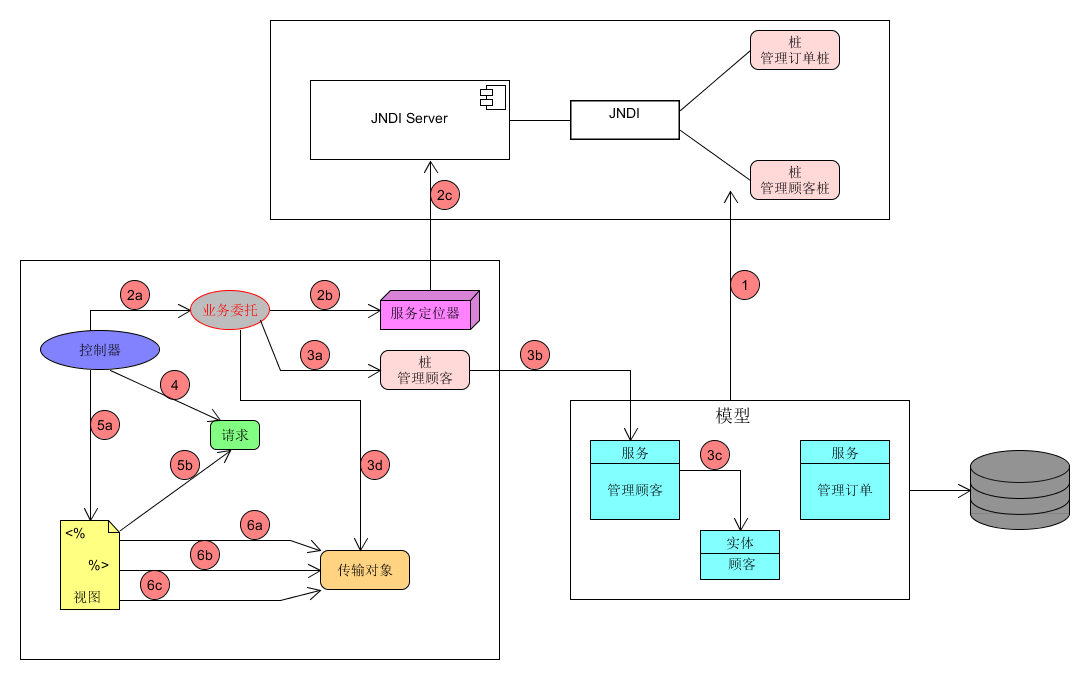 桩
管理订单桩
JNDI Server
JNDI
桩
管理顾客桩
2c
1
2a
业务委托
2b
服务定位器
控制器
3a
桩
管理顾客
3b
4
5a
请求
模型
5b
3d
服务
管理顾客
3c
服务
管理订单
6a
<%
%>
视图
6b
6c
传输对象
实体
顾客